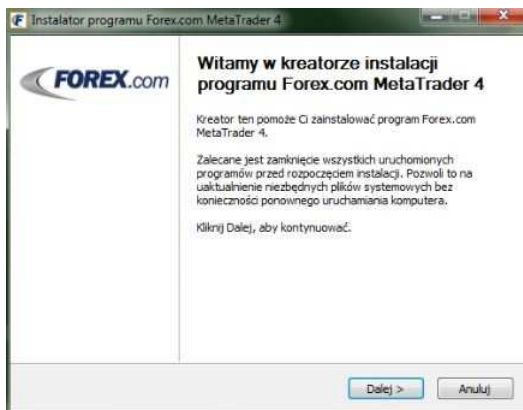 Instalator programu Forex.com MetaTrader 4
FOREX.com
Witamy w kreatorze instalacji
programu Forex.com MetaTrader 4
Kreator ten pomoże Ci zainstalować program Forex.com
MetaTrader 4.
Zalecane jest zamknięcie wszystkich uruchomionych
programów przed rozpoczęciem instalacji. Pozwoli to na
uaktualnienie niezbędnych plików systemowych bez
konieczności ponownego uruchamiania komputera.
Kliknij Dalej, aby kontynuować.
Dalej >
Anuluj